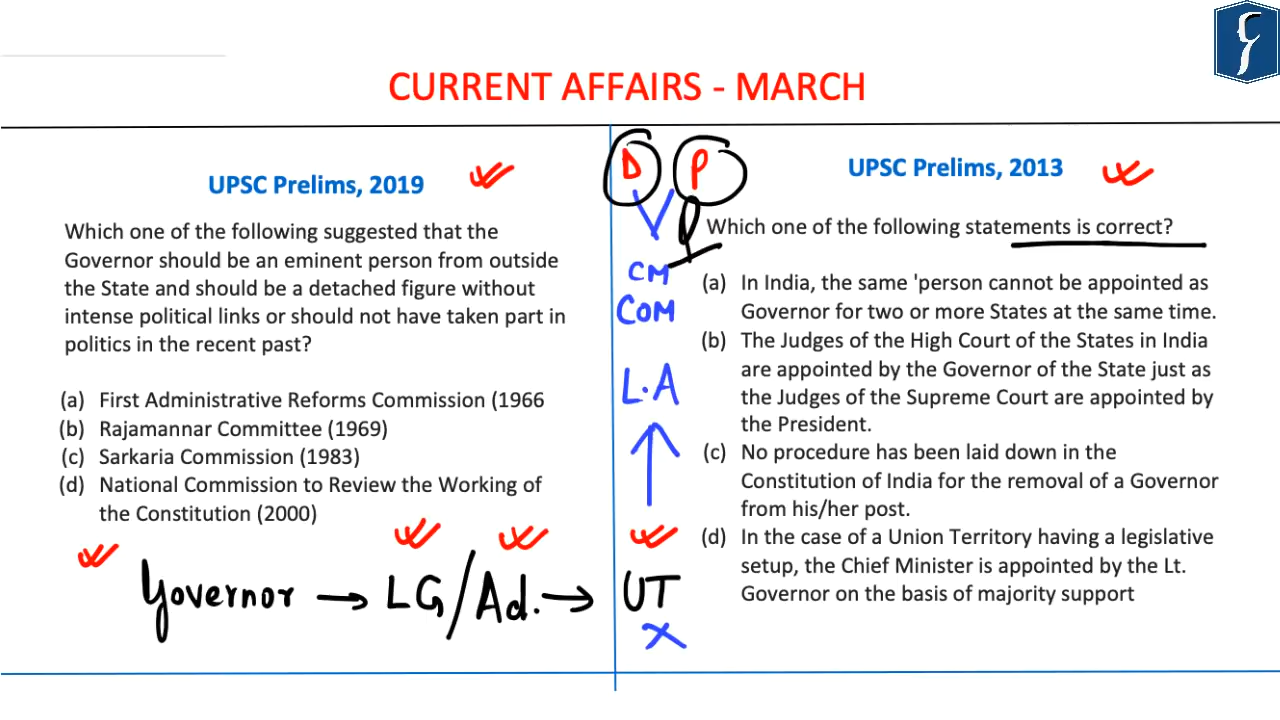 CURRENT AFFAIRS - MARCH
UPSC Prelims, 2019
Which one of the following suggested that the
Governor should be an eminent person from outside
the State and should be a detached figure without
intense political links or should not have taken part in
politics in the recent past?
(a) First Administrative Reforms Commission (1966
(b) Rajamannar Committee (1969)
(c) Sarkaria Commission (1983)
(d) National Commission to Review the Working of
the Constitution (2000)
Governor → LG/Ad. → UT
X
D P
CM
COM
L.A
UPSC Prelims, 2013
Which one of the following statements is correct?
(a) In India, the same 'person cannot be appointed as
Governor for two or more States at the same time.
(b) The Judges of the High Court of the States in India
are appointed by the Governor of the State just as
the Judges of the Supreme Court are appointed by
the President.
(c) No procedure has been laid down in the
Constitution of India for the removal of a Governor
from his/her post.
(d) In the case of a Union Territory having a legislative
setup, the Chief Minister is appointed by the Lt.
Governor on the basis of majority support